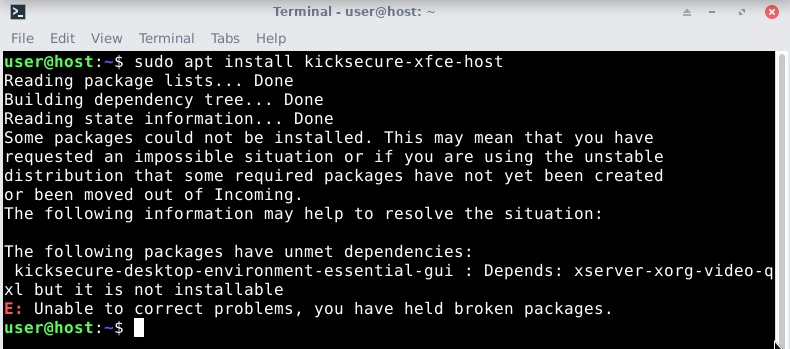 Terminal - user@host: ~
File Edit View Terminal Tabs Help
user@host:~$ sudo apt install kicksecure-xfce-host
Reading package lists... Done
Building dependency tree... Done
Reading state information... Done
Some packages could not be installed. This may mean that you have
requested an impossible situation or if you are using the unstable
distribution that some required packages have not yet been created
or been moved out of Incoming.
The following information may help to resolve the situation:

The following packages have unmet dependencies:
 kicksecure-desktop-environment-essential-gui : Depends: xserver-xorg-video-q
xl but it is not installable
E: Unable to correct problems, you have held broken packages.
user@host:~$